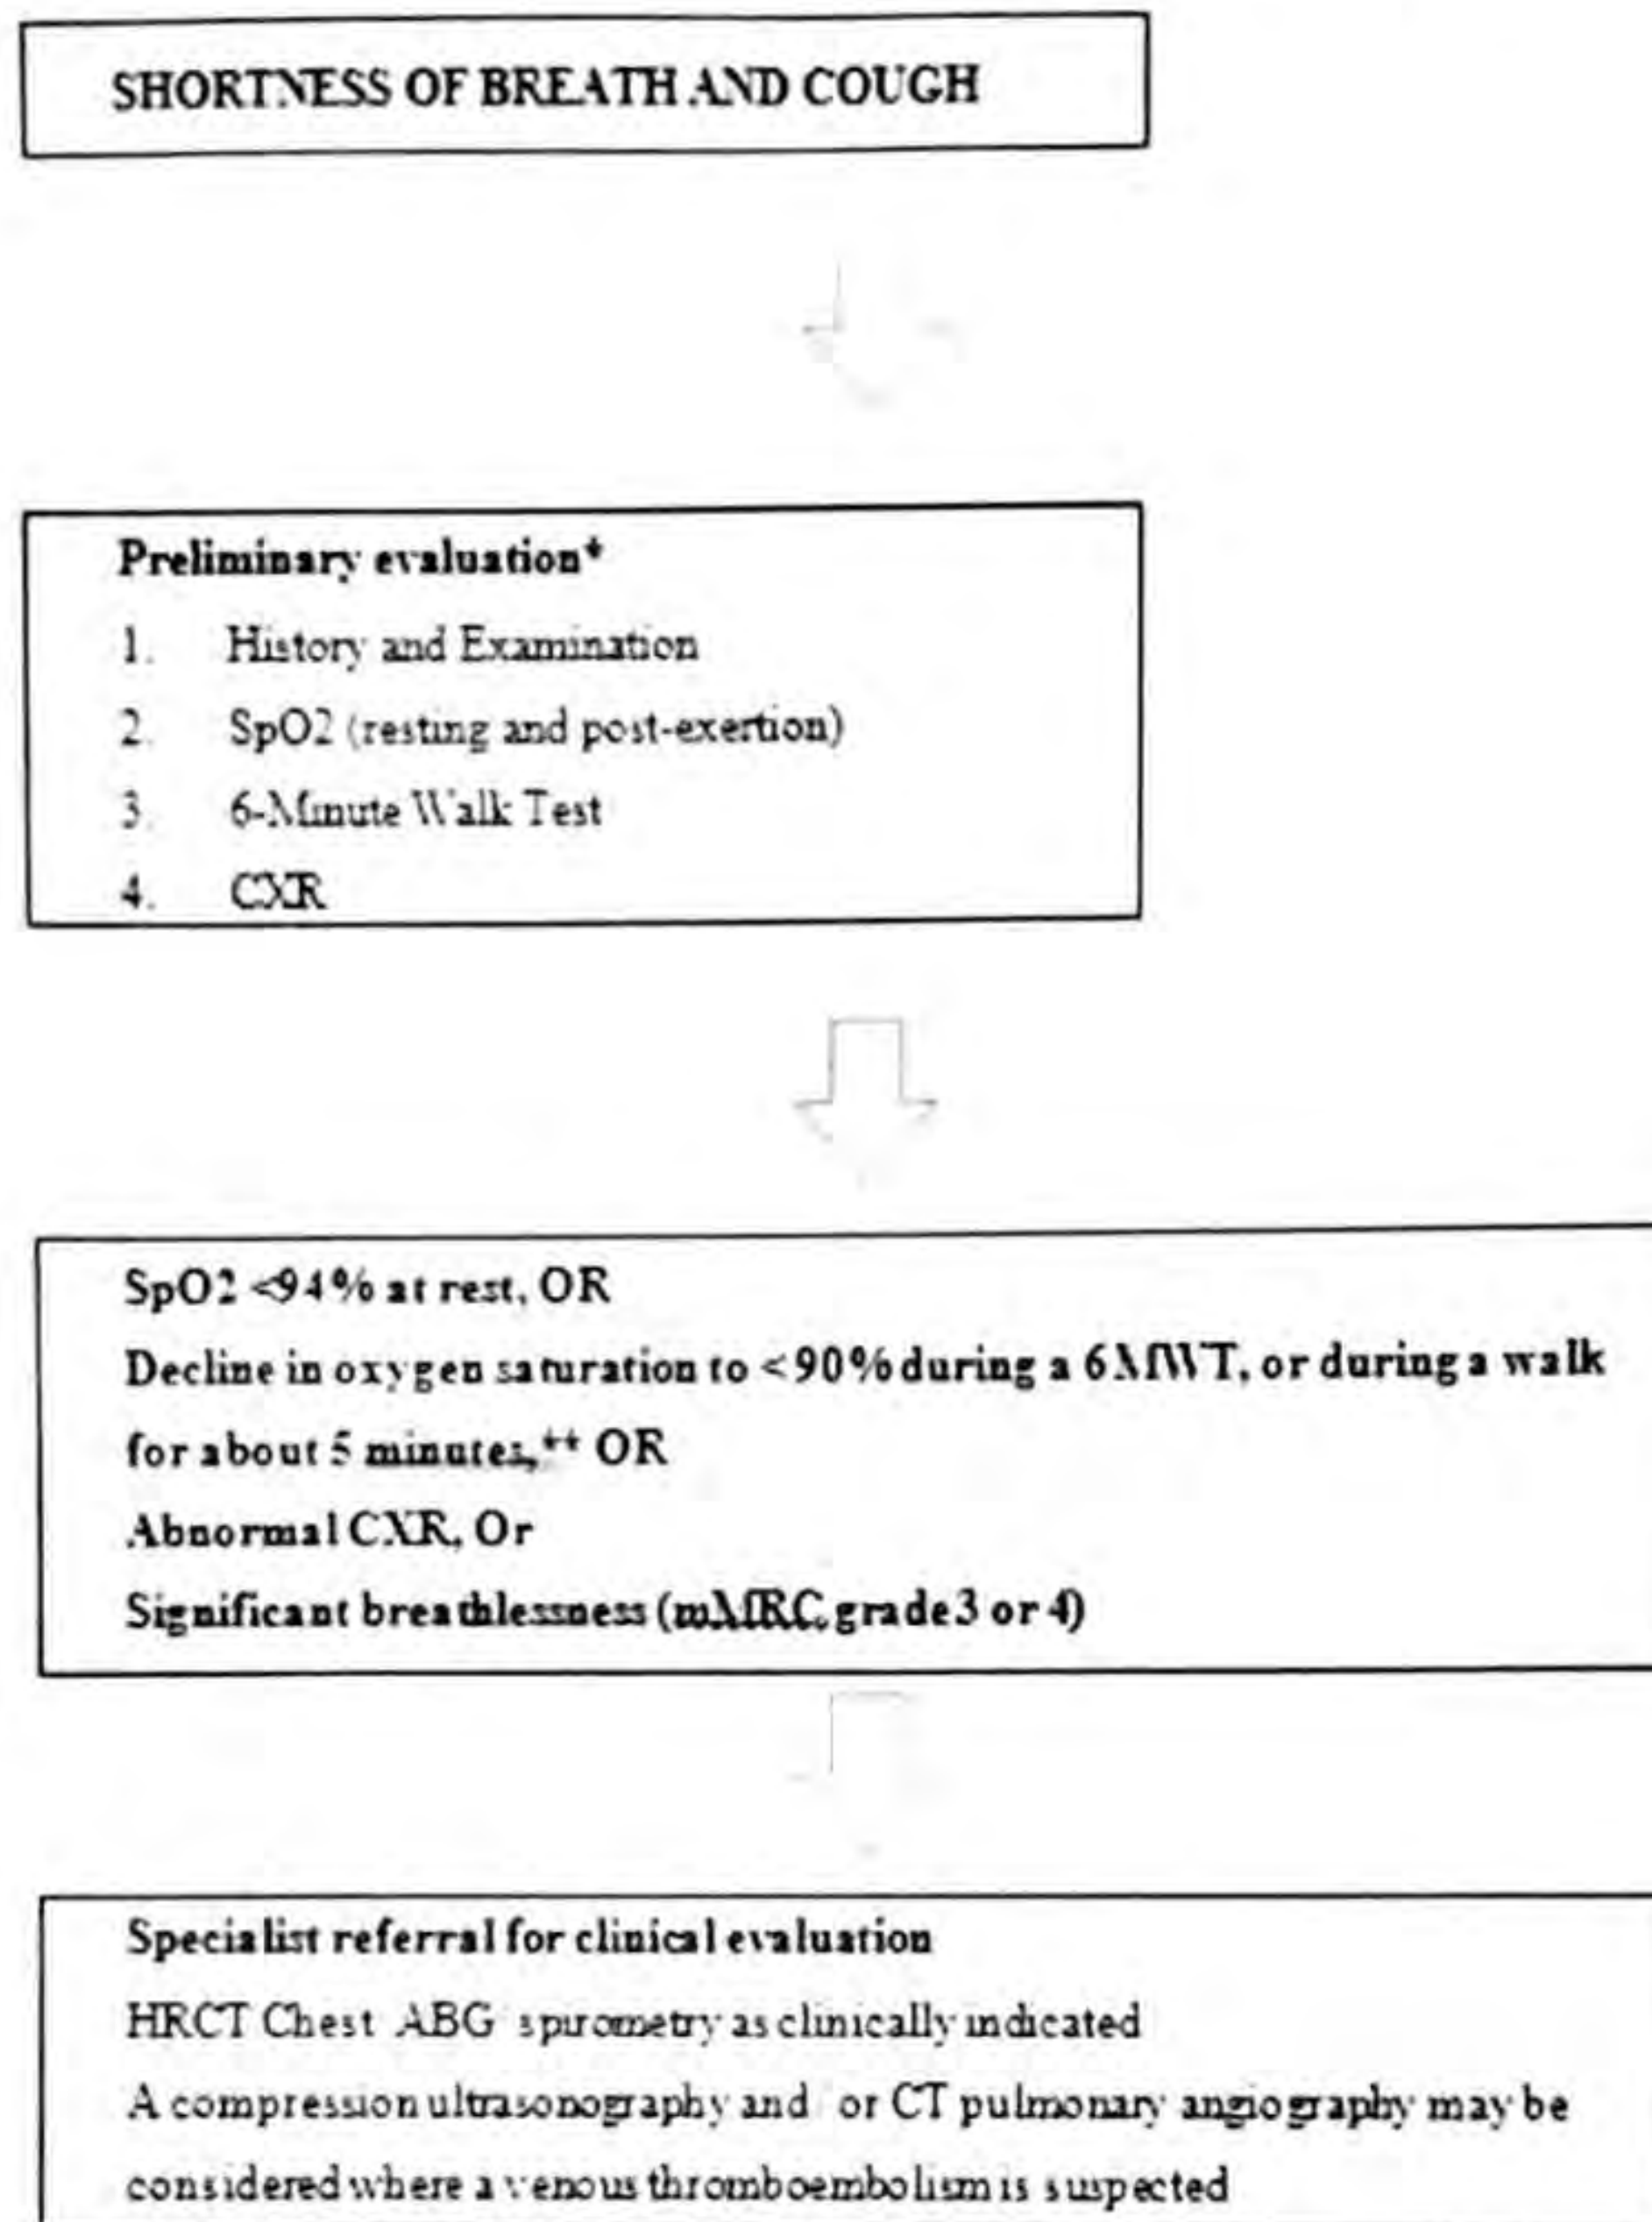 SHORTNESS OF BREATH AND COUGH
Preliminary evaluation*
1. History and Examination
2. SpO2 (resting and post-exertion)
3. 6-Minute Walk Test
4. CXR
SpO2 <94% at rest, OR
Decline in oxygen saturation to <90% during a 6MWT, or during a walk
for about 5 minutes,** OR
Abnormal CXR, Or
Significant breathlessness (mMRC grade 3 or 4)
Specialist referral for clinical evaluation
HRCT Chest ABG spirometry as clinically indicated
A compression ultrasonography and or CT pulmonary angiography may be
considered where a venous thromboembolism is suspected